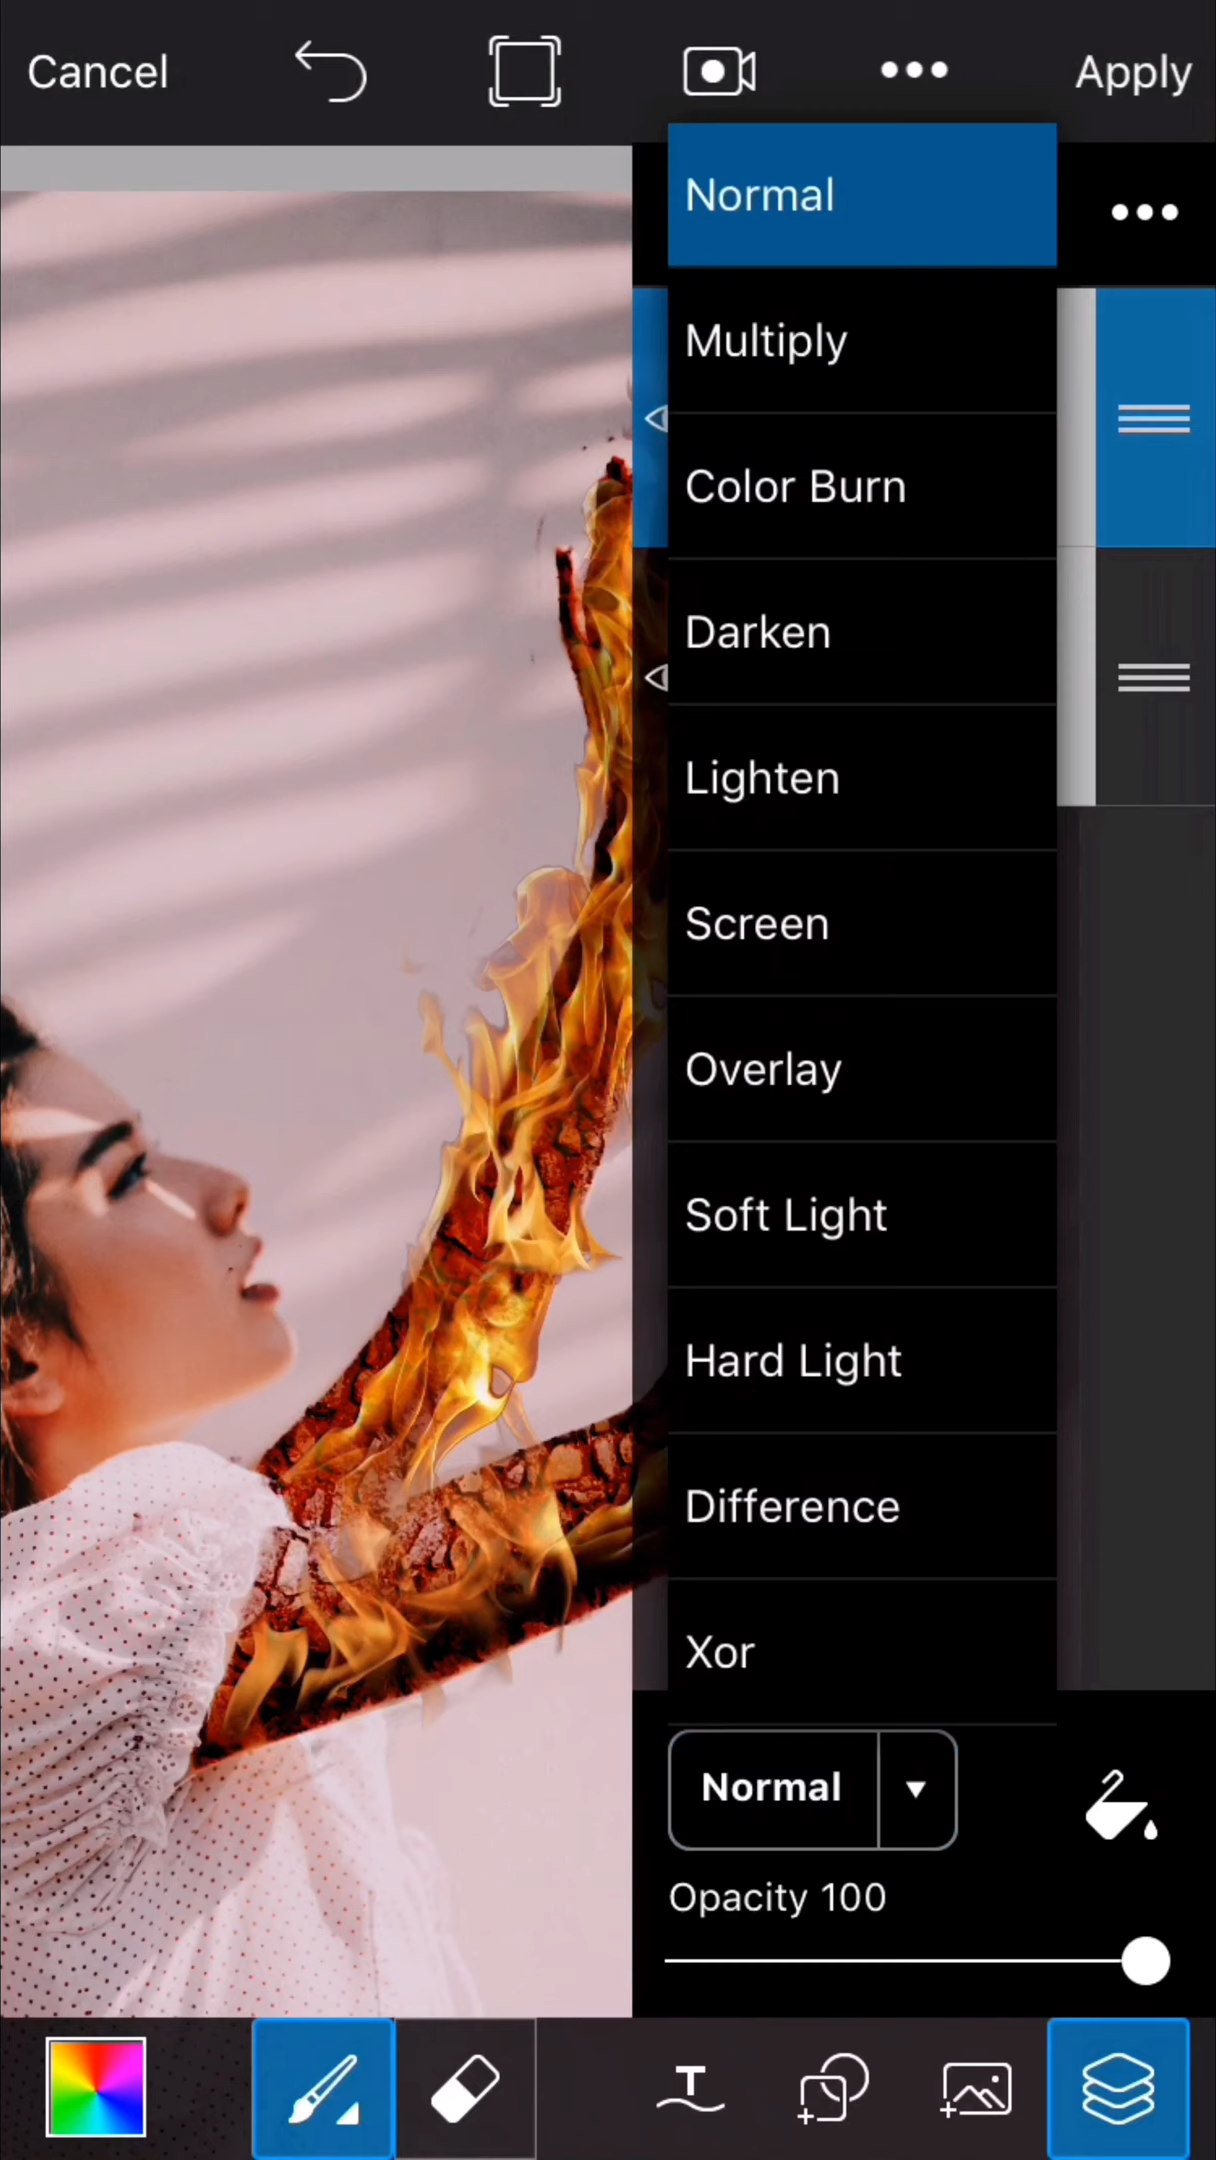 Cancel
Apply
Normal
Multiply
Color Burn
Darken
Lighten
Screen
Overlay
Soft Light
Hard Light
Difference
Xor
Normal
Opacity 100
T